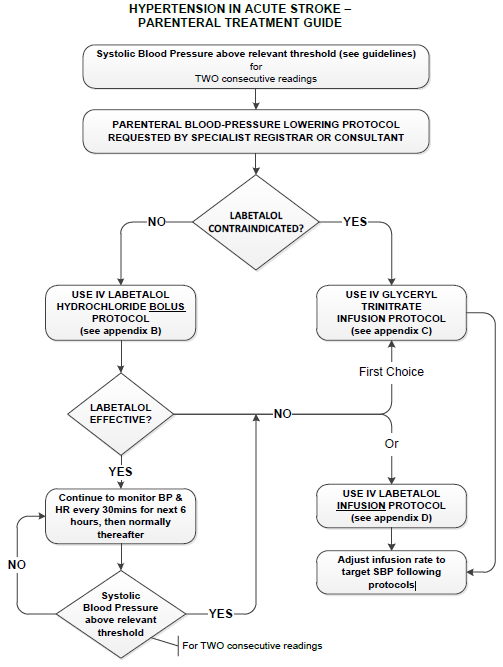 HYPERTENSION IN ACUTE STROKE –
PARENTERAL TREATMENT GUIDE
Systolic Blood Pressure above relevant threshold (see guidelines)
for
TWO consecutive readings
PARENTERAL BLOOD-PRESSURE LOWERING PROTOCOL
REQUESTED BY SPECIALIST REGISTRAR OR CONSULTANT
LABETALOL
CONTRAINDICATED?
NO
YES
USE IV LABETALOL
HYDROCHLORIDE BOLUS
PROTOCOL
(see appendix B)
USE IV GLYCERYL
TRINITRATE
INFUSION PROTOCOL
(see appendix C)
First Choice
LABETALOL
EFFECTIVE?
NO
Or
YES
Continue to monitor BP &
HR every 30mins for next 6
hours, then normally
thereafter
USE IV LABETALOL
INFUSION PROTOCOL
(see appendix D)
NO
Adjust infusion rate to
target SBP following
protocols
Systolic
Blood Pressure
above relevant
threshold
YES
For TWO consecutive readings